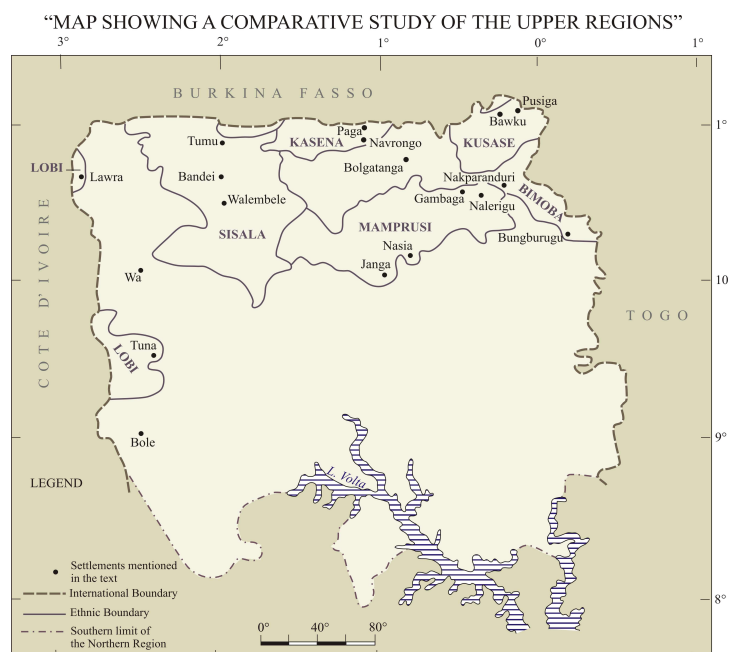 “MAP SHOWING A COMPARATIVE STUDY OF THE UPPER REGIONS”
3° 2° 1° 0° 1°
BURKINA FASSO
Pusiga
Bawku
1° 1°
Paga
Tumu
KASENA
Navrongo
KUSASE
Bolgatanga
LOBI
Lawra
Bandei
Nakparanduri
Gambaga
BIMOBA
Walembele
Nalerigu
MAMPRUSI
SISALA
Bungburugu
Nasia
Janga
COTE D'IVOIRE
Wa
10
TOGO
Tuna
LOBI
Bole
9°
L. Volta
LEGEND
Settlements mentioned
in the text
International Boundary
Ethnic Boundary
Southern limit of
the Northern Region
0° 40° 80°
8°